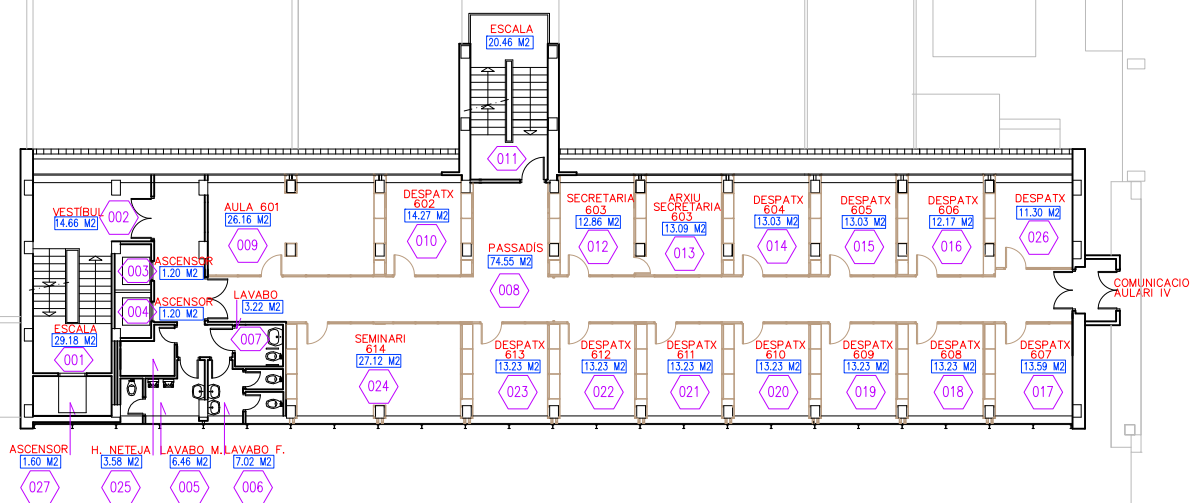 ESCALA
20.46 M2
011
VESTÍBUL
14.66 M2
002
AULA 601
26.16 M2
009
DESPATX
602
14.27 M2
010
PASSADÍS
74.55 M2
008
SECRETARIA
603
12.86 M2
012
ARXIU
SECRETARIA
603
13.09 M2
013
DESPATX
604
13.03 M2
014
DESPATX
605
13.03 M2
015
DESPATX
606
12.17 M2
016
DESPATX
11.30 M2
026
003
ASCENSOR
1.20 M2
004
ASCENSOR
1.20 M2
COMUNICACIO
AULARI IV
ESCALA
29.18 M2
001
LAVABO
3.22 M2
007
SEMINARI
614
27.12 M2
024
DESPATX
613
13.23 M2
023
DESPATX
612
13.23 M2
022
DESPATX
611
13.23 M2
021
DESPATX
610
13.23 M2
020
DESPATX
609
13.23 M2
019
DESPATX
608
13.23 M2
018
DESPATX
607
13.59 M2
017
ASCENSOR
1.60 M2
027
H. NETEJA
3.58 M2
025
LAVABO M.
6.46 M2
005
LAVABO F.
7.02 M2
006